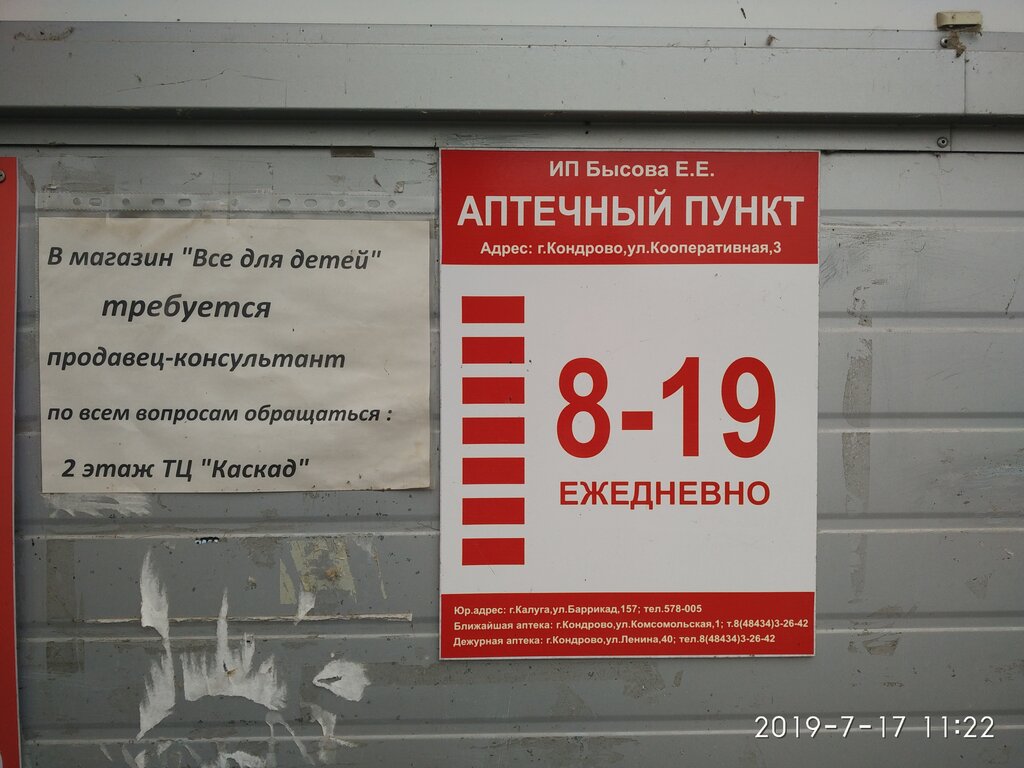 В магазин "Все для детей"
требуется
продавец-консультант
по всем вопросам обращаться :
2 этаж ТЦ "Каскад"
ИП Бысова Е.Е.
АПТЕЧНЫЙ ПУНКТ
Адрес: г.Кондрово,ул.Кооперативная,3
8-19
ЕЖЕДНЕВНО
Юр.адрес: г.Калуга,ул.Баррикад,157; тел.578-005
Ближайшая аптека: г.Кондрово,ул.Комсомольская,1; т.8(48434)3-26-42
Дежурная аптека: г.Кондрово,ул.Ленина,40; тел.8(48434)3-26-42
2019-7-17 11:22